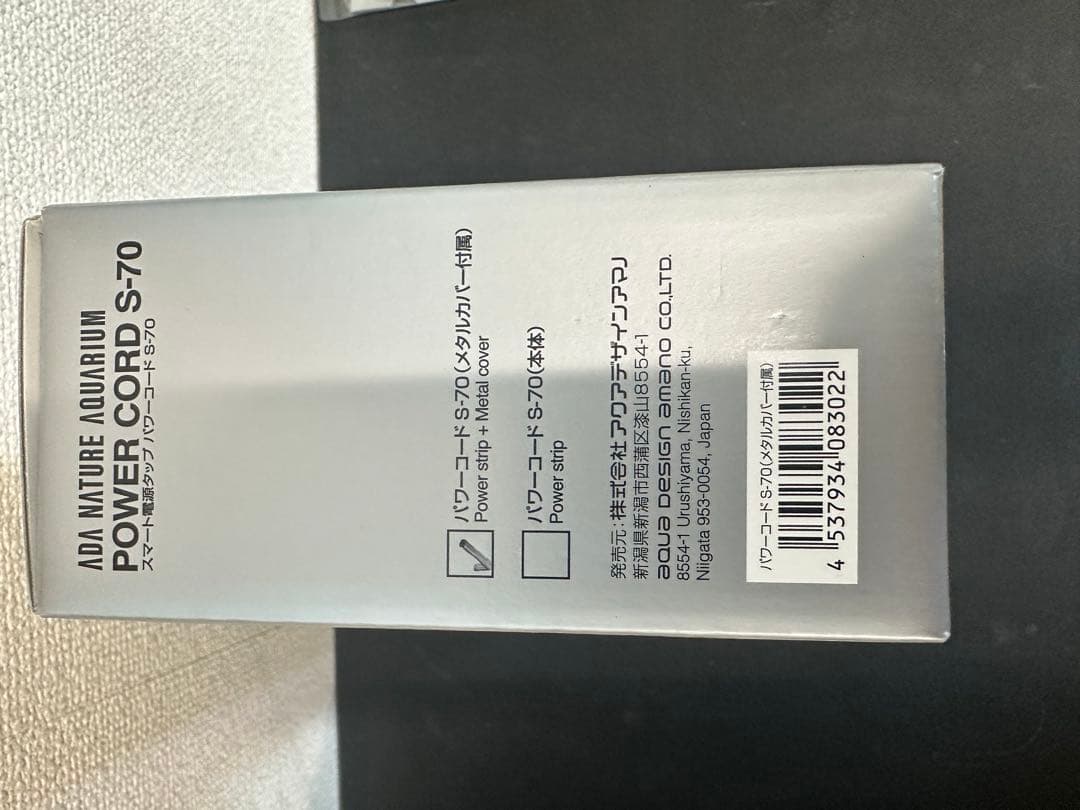 ADA NATURE AQUARIUM
POWER CORD S-70
スマート電源タップ パワーコード S-70
パワーコード S-70(メタルカバー付属)
Power strip + Metal cover
パワーコード S-70(本体)
Power strip
発売元:株式会社 アクアデザインアマノ
新潟県新潟市西蒲区漆山8554-1
aqua Design amano CO.,LTD.
8554-1 Urushiyama, Nishikan-ku,
Niigata 953-0054, Japan
パワーコード S-70(メタルカバー付属)
4 537934 083022